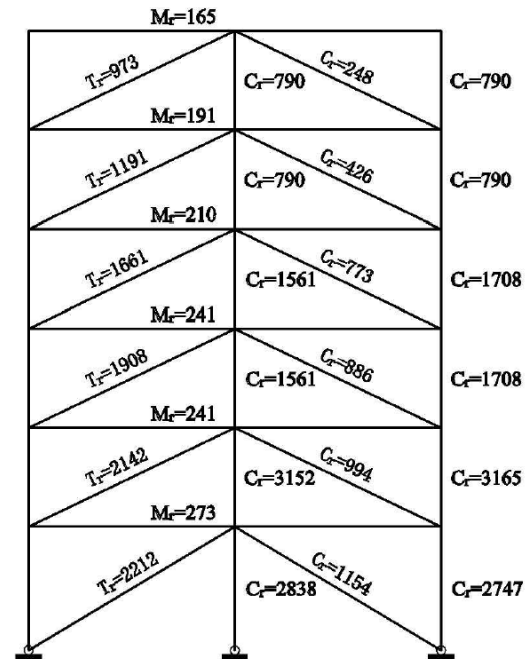 Mr=165
Tr=973
Cr=248
Cr=790
Cr=790
Mr=191
Tr=1191
Cr=426
Cr=790
Cr=790
Mr=210
Tr=1661
Cr=773
Cr=1561
Cr=1708
Mr=241
Tr=1908
Cr=886
Cr=1561
Cr=1708
Mr=241
Tr=2142
Cr=994
Cr=3152
Cr=3165
Mr=273
Tr=2212
Cr=1154
Cr=2838
Cr=2747